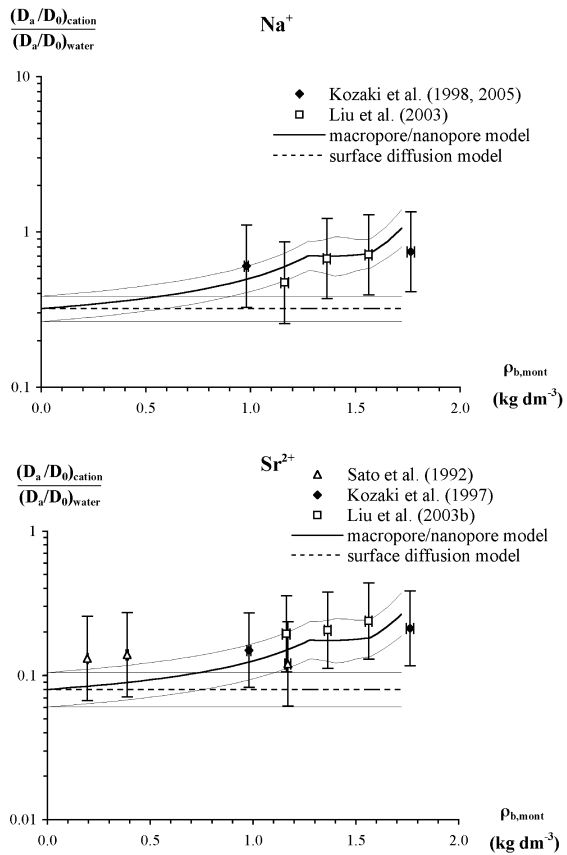 (Da/D0)cation
(Da/D0)water
Na+
10
Kozaki et al. (1998, 2005)
Liu et al. (2003)
macropore/nanopore model
surface diffusion model
1
0.1
0.0
0.5
1.0
1.5
2.0
ρb,mont
(kg dm-3)
(Da/D0)cation
(Da/D0)water
Sr2+
1
Sato et al. (1992)
Kozaki et al. (1997)
Liu et al. (2003b)
macropore/nanopore model
surface diffusion model
0.1
0.01
0.0
0.5
1.0
1.5
2.0
ρb,mont
(kg dm-3)